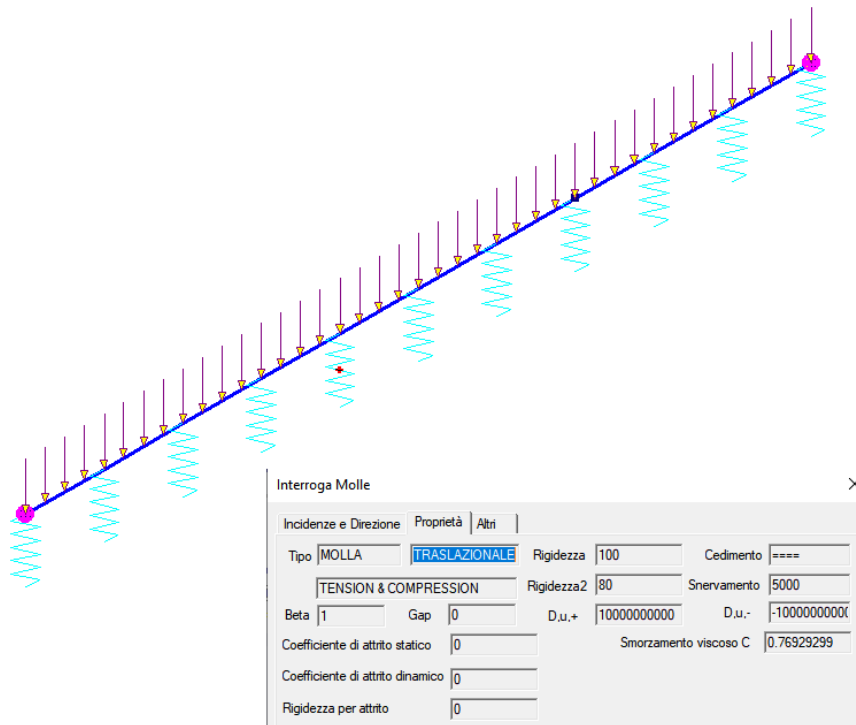 Interroga Molle
Incidenze e Direzione Proprietà Altri
Tipo MOLLA TRASLAZIONALE Rigidezza 100 Cedimento ====
TENSION & COMPRESSION Rigidezza2 80 Snervamento 5000
Beta 1 Gap 0 D,u,+ 10000000000 D,u,- -1000000000
Coefficiente di attrito statico 0 Smorzamento viscoso C 0.76929299
Coefficiente di attrito dinamico 0
Rigidezza per attrito 0